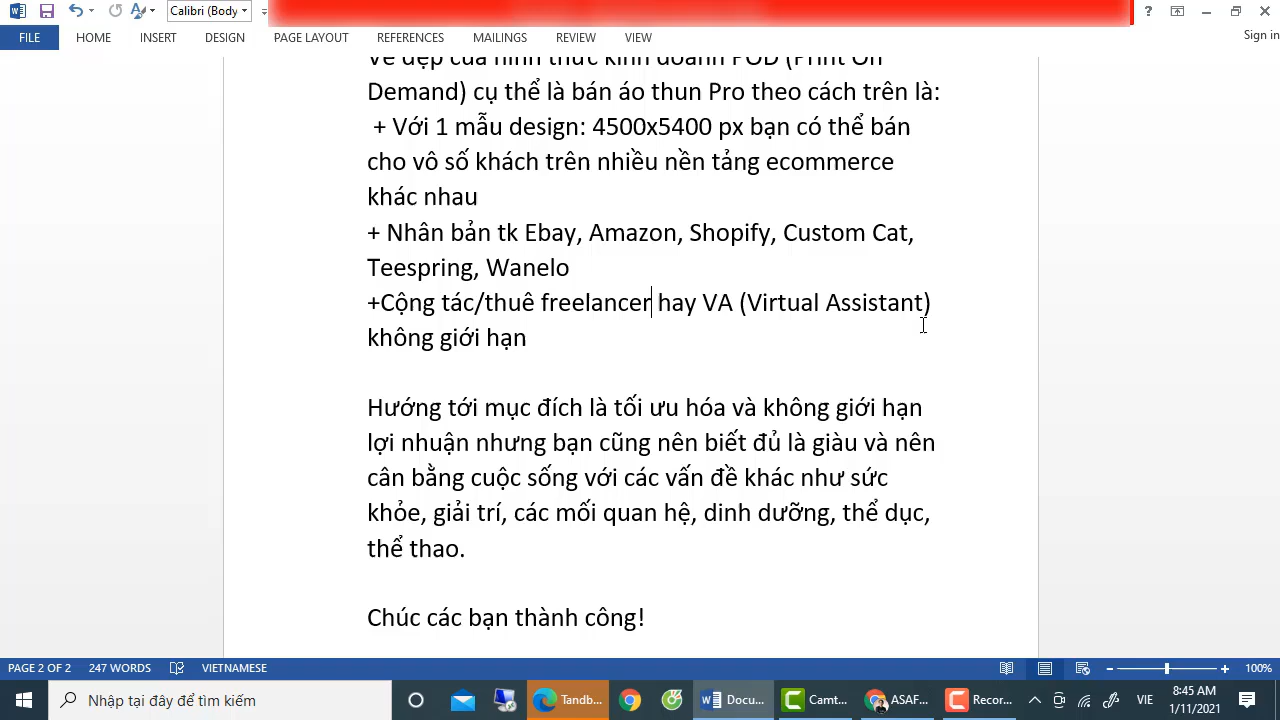 Calibri (Body
?
FILE
HOME
INSERT
DESIGN
PAGE LAYOUT
REFERENCES
MAILINGS
REVIEW
VIEW
Sign in
Vẻ đẹp của hình thức kinh doanh POD (Print On
Demand) cụ thể là bán áo thun Pro theo cách trên là:
+ Với 1 mẫu design: 4500x5400 px bạn có thể bán
cho vô số khách trên nhiều nền tảng ecommerce
khác nhau
+ Nhân bản tk Ebay, Amazon, Shopify, Custom Cat,
Teespring, Wanelo
+Cộng tác/thuê freelancer hay VA (Virtual Assistant)
không giới hạn
Hướng tới mục đích là tối ưu hóa và không giới hạn
lợi nhuận nhưng bạn cũng nên biết đủ là giàu và nên
cân bằng cuộc sống với các vấn đề khác như sức
khỏe, giải trí, các mối quan hệ, dinh dưỡng, thể dục,
thể thao.
Chúc các bạn thành công!
PAGE 2 OF 2
247 WORDS
VIETNAMESE
100%
Nhập tại đây để tìm kiếm
Tandb...
Docu...
Camt...
ASAF...
Recor...
VIE
8:45 AM
1/11/2021